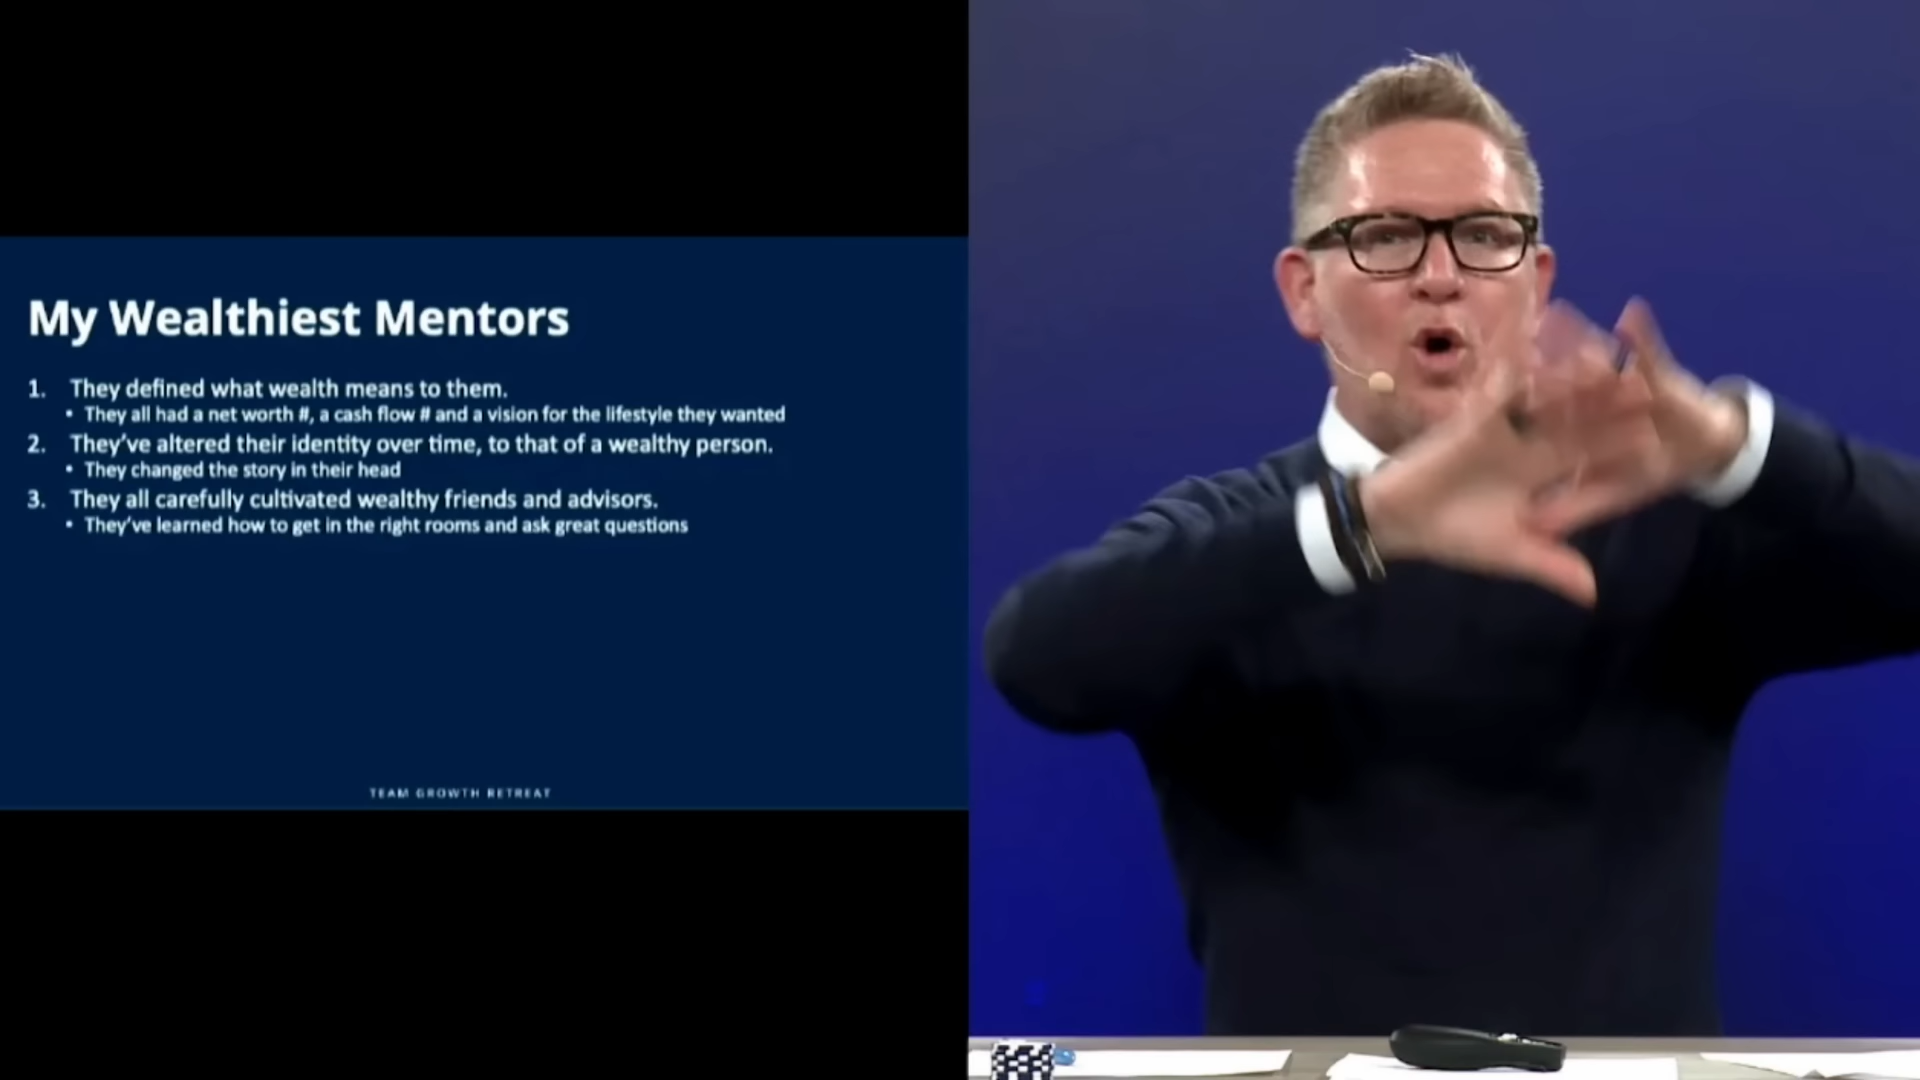 My Wealthiest Mentors
1. They defined what wealth means to them.
• They all had a net worth #, a cash flow # and a vision for the lifestyle they wanted
2. They've altered their identity over time, to that of a wealthy person.
• They changed the story in their head
3. They all carefully cultivated wealthy friends and advisors.
• They've learned how to get in the right rooms and ask great questions
TEAM GROWTH RETREAT